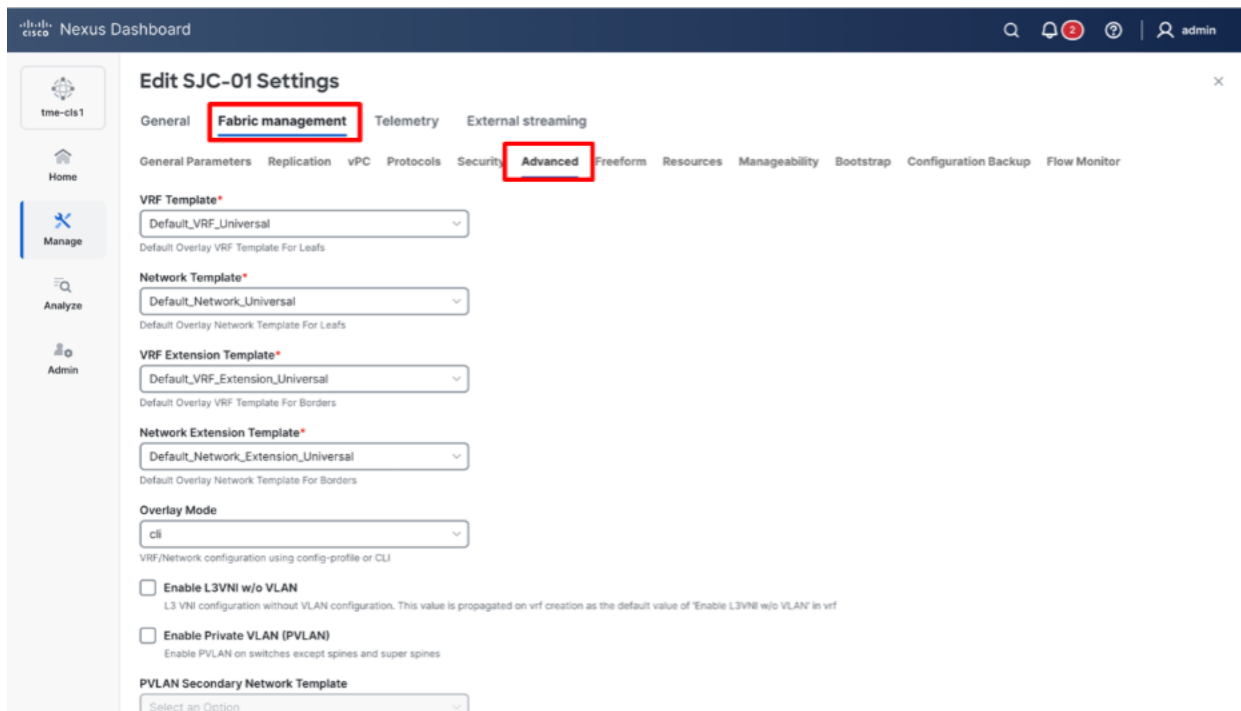 cisco Nexus Dashboard
2
admin
tme-cls1
Home
Manage
Analyze
Admin
Edit SJC-01 Settings
General Fabric management Telemetry External streaming
General Parameters Replication vPC Protocols Security Advanced Freeform Resources Manageability Bootstrap Configuration Backup Flow Monitor
VRF Template*
Default_VRF_Universal
Default Overlay VRF Template For Leafs
Network Template*
Default_Network_Universal
Default Overlay Network Template For Leafs
VRF Extension Template*
Default_VRF_Extension_Universal
Default Overlay VRF Template For Borders
Network Extension Template*
Default_Network_Extension_Universal
Default Overlay Network Template For Borders
Overlay Mode
cli
VRF/Network configuration using config-profile or CLI
Enable L3VNI w/o VLAN
L3 VNI configuration without VLAN configuration. This value is propagated on vrf creation as the default value of 'Enable L3VNI w/o VLAN' in vrf
Enable Private VLAN (PVLAN)
Enable PVLAN on switches except spines and super spines
PVLAN Secondary Network Template
Select an Option